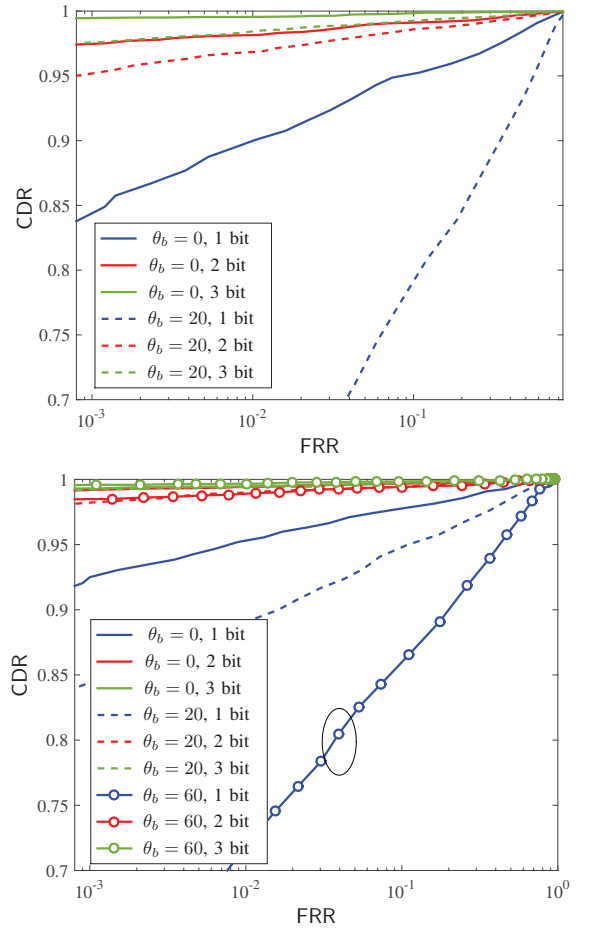 1
0.95
0.9
0.85
0.8
0.75
0.7
CDR
θb = 0, 1 bit
θb = 0, 2 bit
θb = 0, 3 bit
θb = 20, 1 bit
θb = 20, 2 bit
θb = 20, 3 bit
10-3
10-2
10-1
FRR
1
0.95
0.9
0.85
0.8
0.75
0.7
CDR
θb = 0, 1 bit
θb = 0, 2 bit
θb = 0, 3 bit
θb = 20, 1 bit
θb = 20, 2 bit
θb = 20, 3 bit
θb = 60, 1 bit
θb = 60, 2 bit
θb = 60, 3 bit
10-3
10-2
10-1
100
FRR